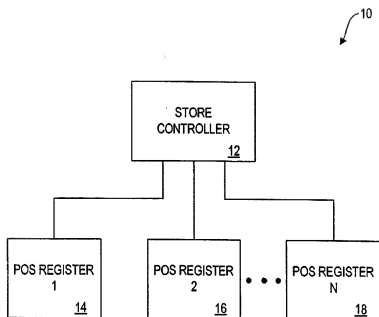 10
STORE
CONTROLLER
12
POS REGISTER
1
14
POS REGISTER
2
16
POS REGISTER
N
18